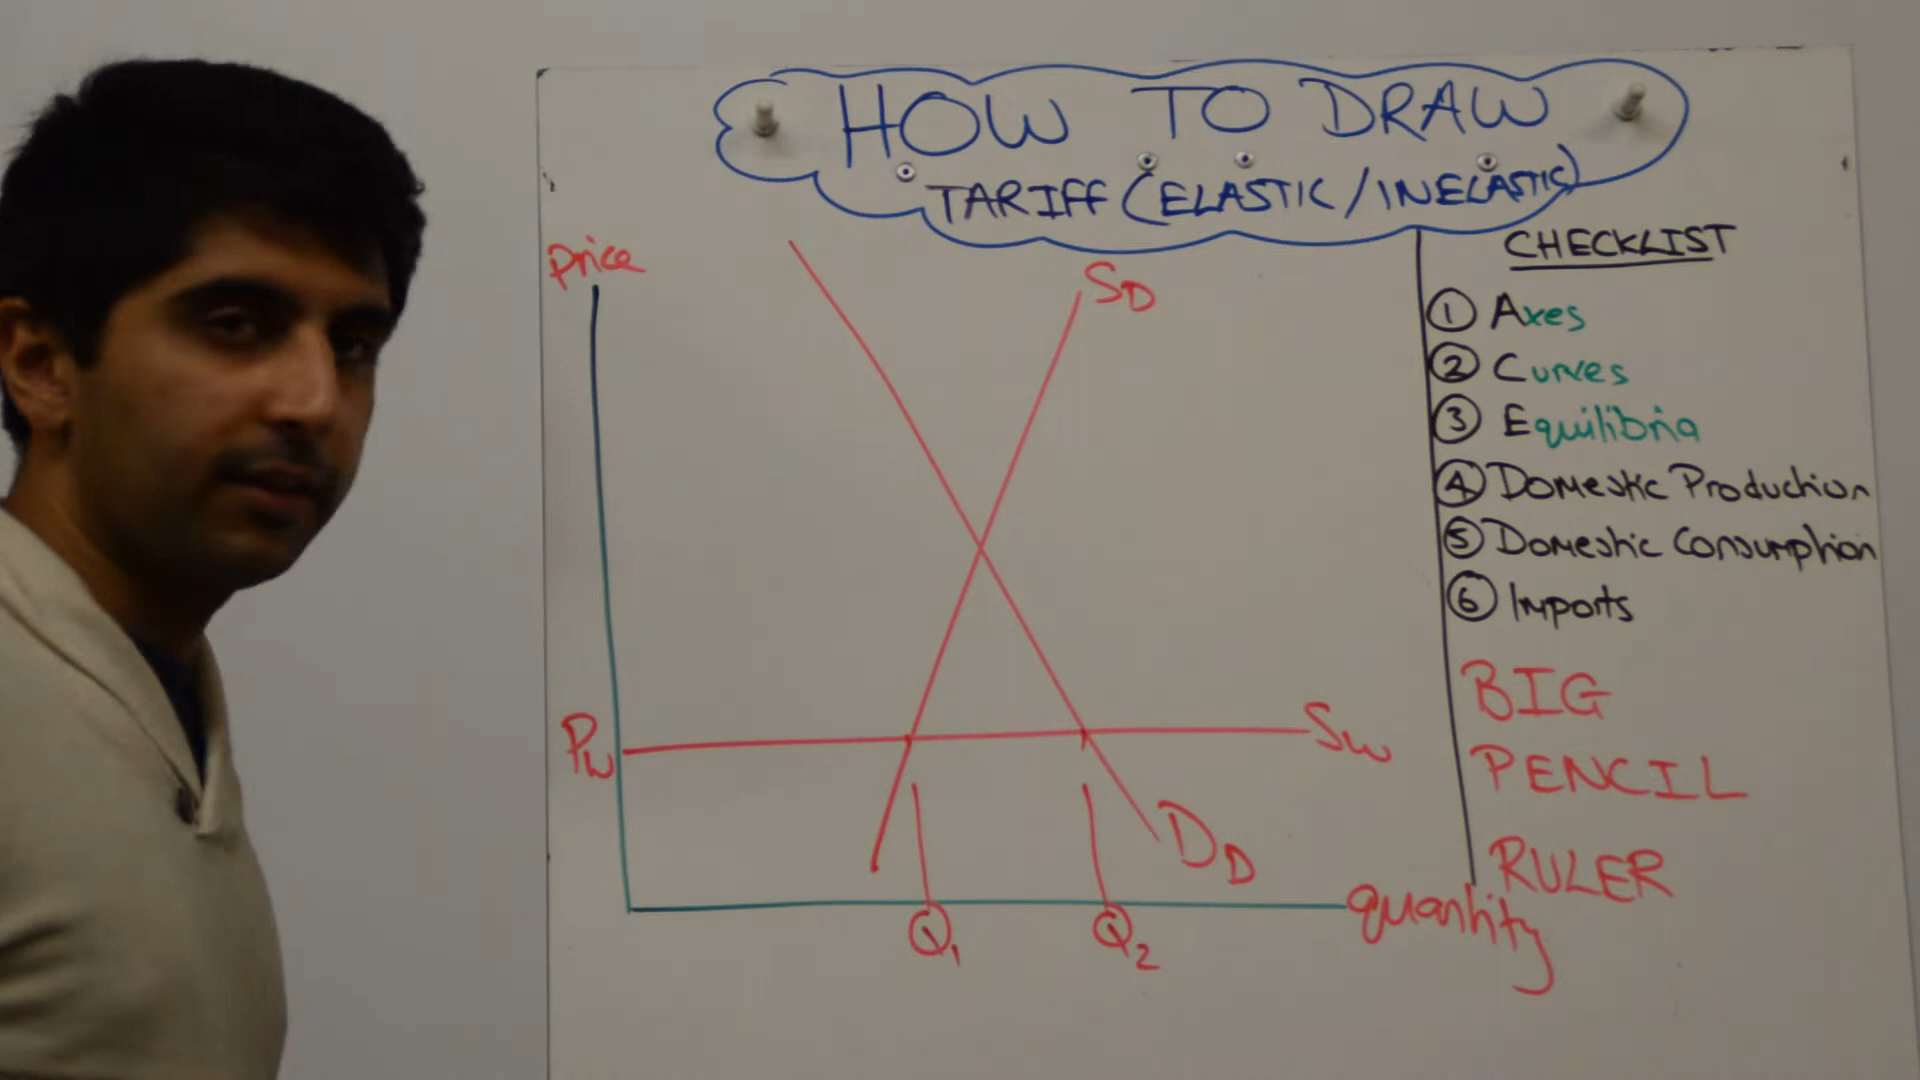 HOW TO DRAW
TARIFF (ELASTIC/INELASTIC)
CHECKLIST
① Axes
② Curves
③ Equilibria
④ Domestic Production
⑤ Domestic Consumption
⑥ Imports
BIG
PENCIL
RULER
Price
SD
PW
SW
DD
Q1
Q2
quantity